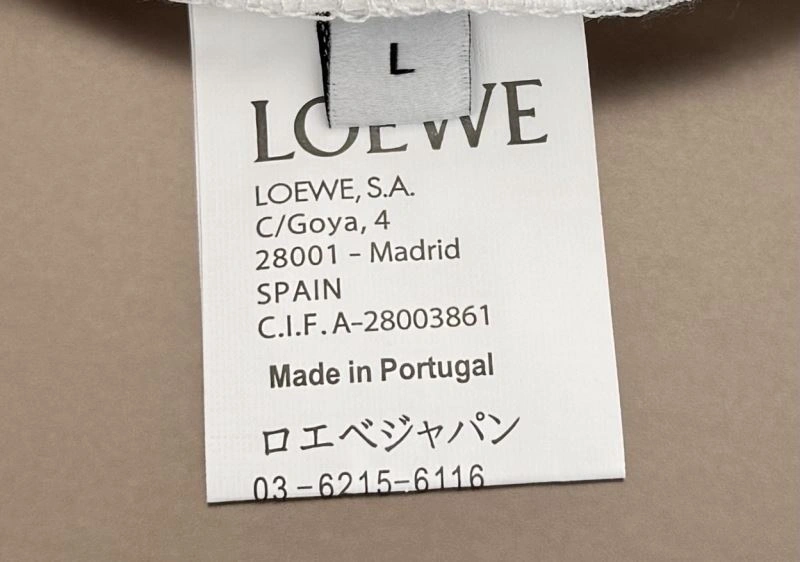 L
LOEWE
LOEWE, S.A.
C/Goya, 4
28001 - Madrid
SPAIN
C.I.F. A-28003861
Made in Portugal
ロエベジャパン
03-6215-6116